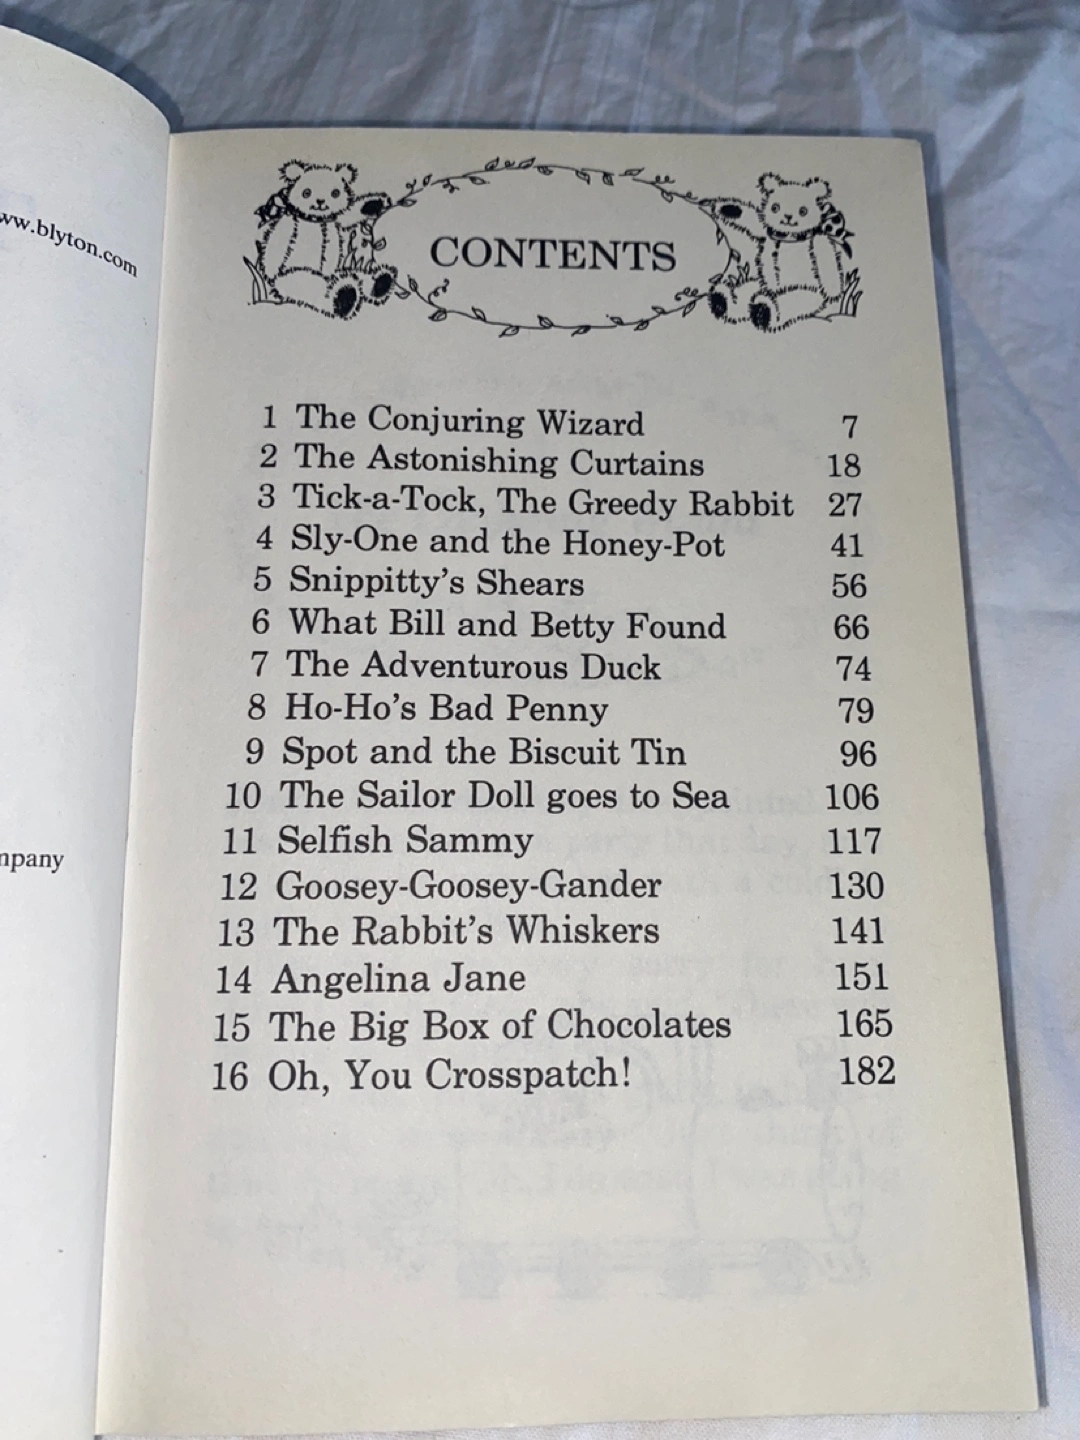 ww.blyton.com
mpany
CONTENTS
1 The Conjuring Wizard 7
2 The Astonishing Curtains 18
3 Tick-a-Tock, The Greedy Rabbit 27
4 Sly-One and the Honey-Pot 41
5 Snippitty's Shears 56
6 What Bill and Betty Found 66
7 The Adventurous Duck 74
8 Ho-Ho's Bad Penny 79
9 Spot and the Biscuit Tin 96
10 The Sailor Doll goes to Sea 106
11 Selfish Sammy 117
12 Goosey-Goosey-Gander 130
13 The Rabbit's Whiskers 141
14 Angelina Jane 151
15 The Big Box of Chocolates 165
16 Oh, You Crosspatch! 182